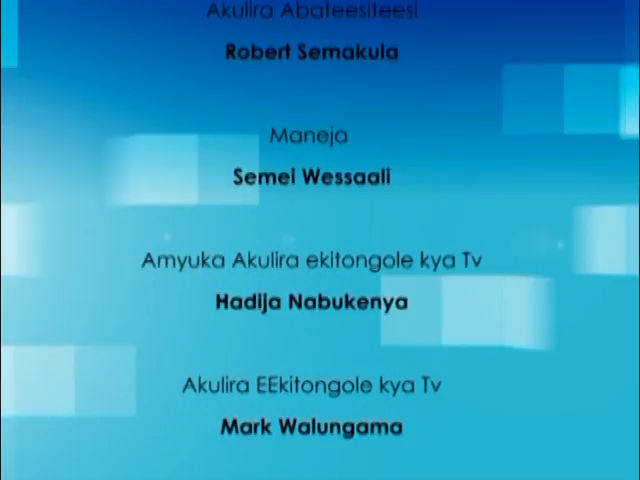 Akulira Abateesiteesi
Robert Semakula
Maneja
Semei Wessaali
Amyuka Akulira ekitongole kya Tv
Hadija Nabukenya
Akulira EEkitongole kya Tv
Mark Walungama